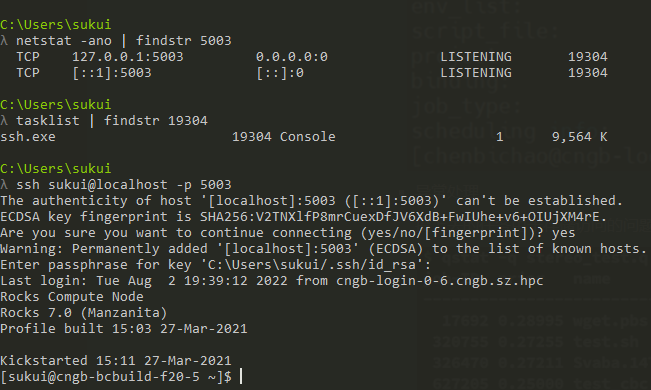 env list:
script file:
C:\Users\sukui
λ netstat -ano | findstr 5003
TCP 127.0.0.1:5003 0.0.0.0:0 LISTENING 19304
TCP [::1]:5003 [::]:0 LISTENING 19304
C:\Users\sukui
λ tasklist | findstr 19304
ssh.exe 19304 Console 1 9,564 K
C:\Users\sukui
λ ssh sukui@localhost -p 5003
The authenticity of host '[localhost]:5003 ([::1]:5003)' can't be established.
ECDSA key fingerprint is SHA256:V2TNXlfP8mrCuexDfJV6XdB+FwIUhe+v6+OIUjXM4rE.
Are you sure you want to continue connecting (yes/no/[fingerprint])? yes
Warning: Permanently added '[localhost]:5003' (ECDSA) to the list of known hosts.
Enter passphrase for key 'C:\Users\sukui/.ssh/id_rsa':
Last login: Tue Aug  2 19:39:12 2022 from cngb-login-0-6.cngb.sz.hpc
Rocks Compute Node
Rocks 7.0 (Manzanita)
Profile built 15:03 27-Mar-2021
Kickstarted 15:11 27-Mar-2021
[sukui@cngb-bcbuild-f20-5 ~]$